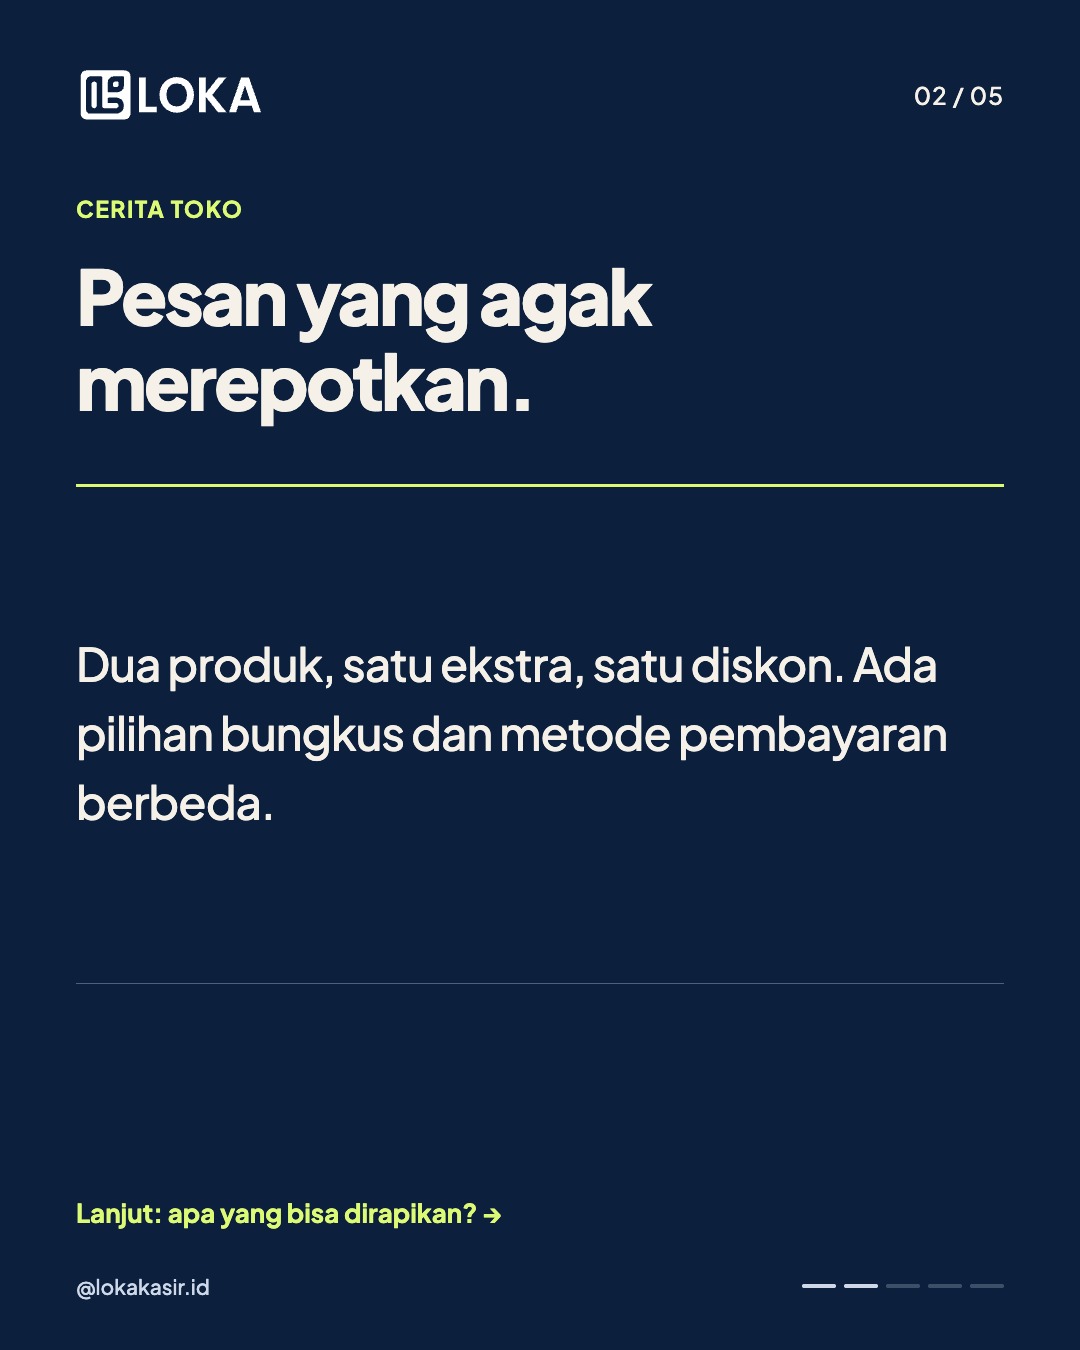 LOKA
02 / 05
CERITA TOKO
Pesan yang agak
merepotkan.
Dua produk, satu ekstra, satu diskon. Ada
pilihan bungkus dan metode pembayaran
berbeda.
Lanjut: apa yang bisa dirapikan? →
@lokakasir.id